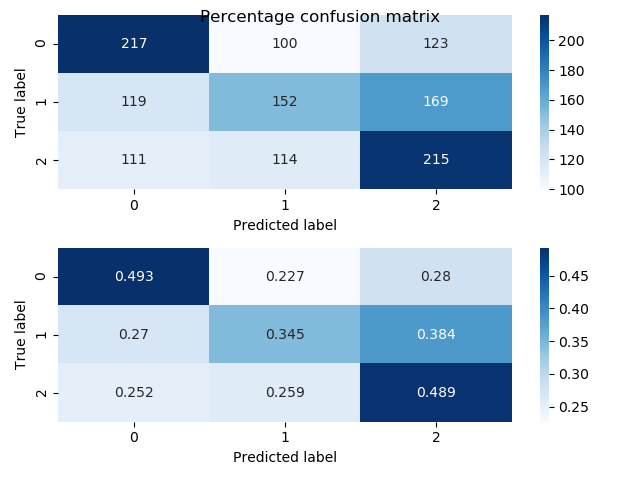 Percentage confusion matrix
0 217 100 123
1 119 152 169
2 111 114 215
0 1 2
Predicted label
True label
200
180
160
140
120
100
0 0.493 0.227 0.28
1 0.27 0.345 0.384
2 0.252 0.259 0.489
0 1 2
Predicted label
True label
0.45
0.40
0.35
0.30
0.25